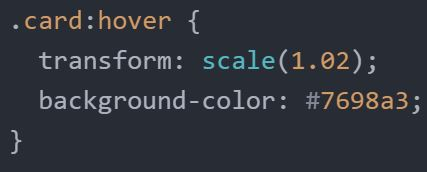 .card:hover {
  transform: scale(1.02);
  background-color: #7698a3;
}